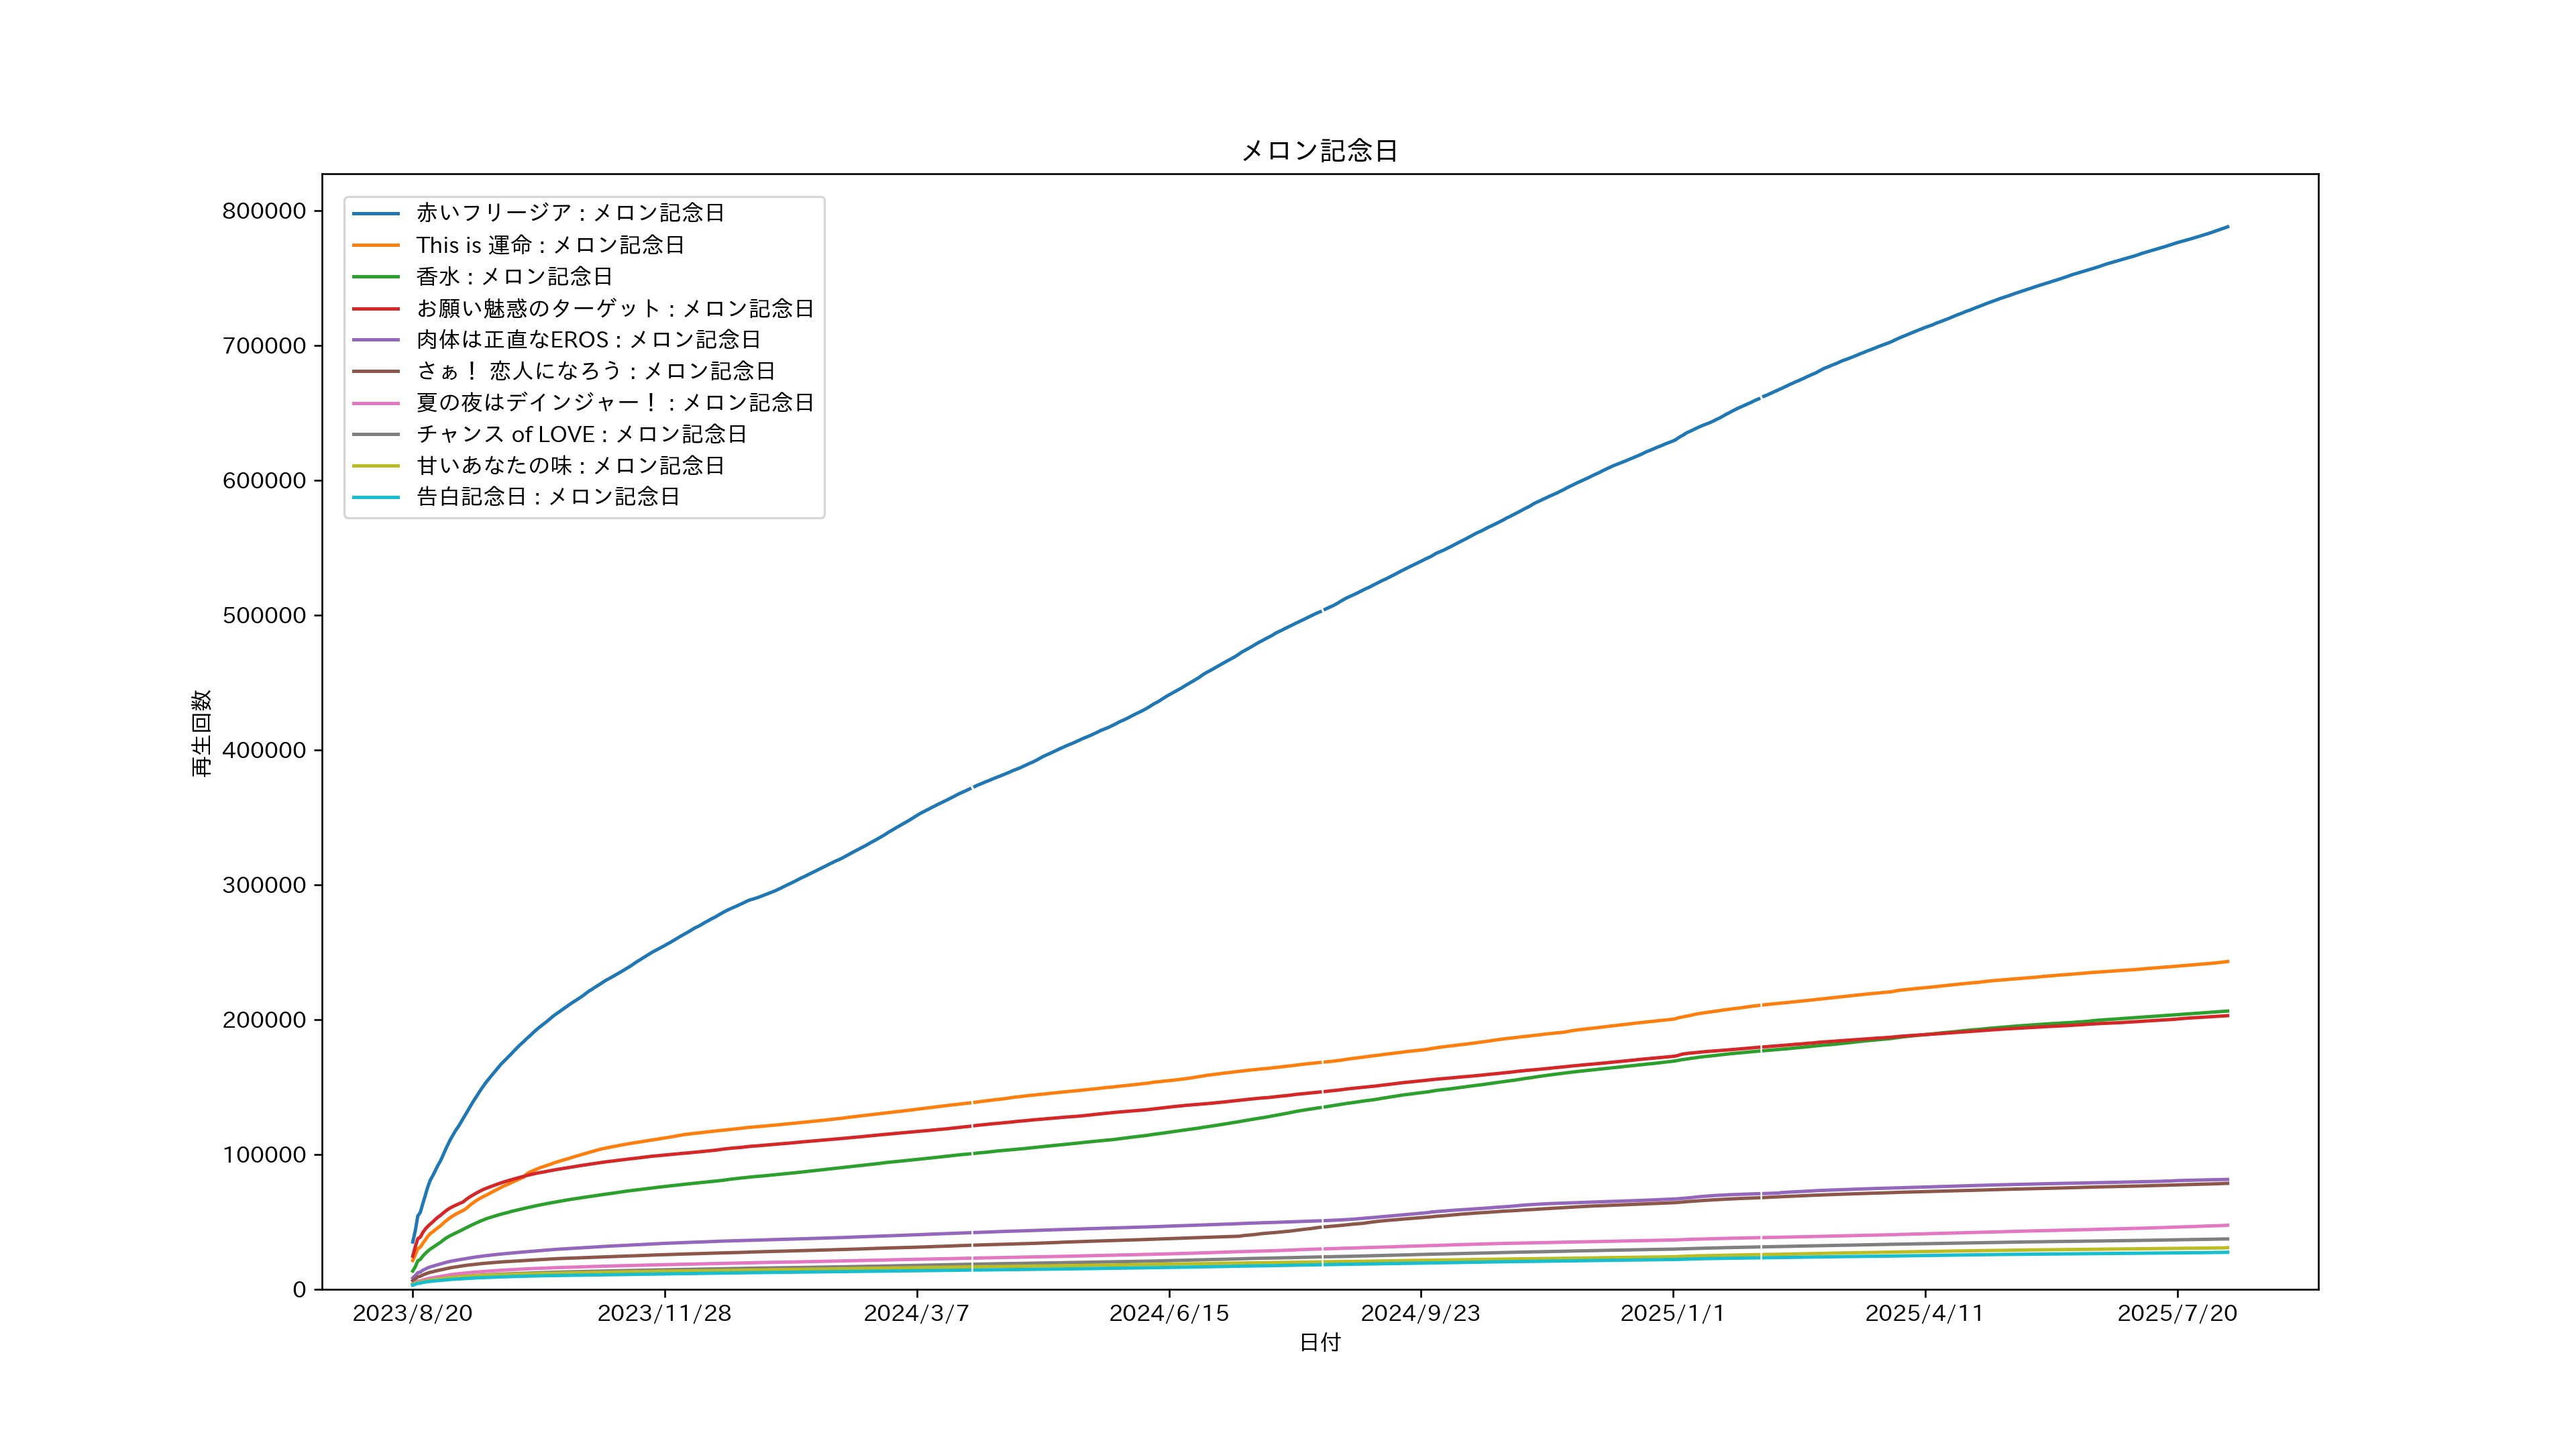 メロン記念日
赤いフリージア : メロン記念日
This is 運命 : メロン記念日
香水 : メロン記念日
お願い魅惑のターゲット : メロン記念日
肉体は正直なEROS : メロン記念日
さぁ！ 恋人になろう : メロン記念日
夏の夜はデインジャー！ : メロン記念日
チャンス of LOVE : メロン記念日
甘いあなたの味 : メロン記念日
告白記念日 : メロン記念日
800000
700000
600000
500000
400000
300000
200000
100000
0
再生回数
2023/8/20 2023/11/28 2024/3/7 2024/6/15 2024/9/23 2025/1/1 2025/4/11 2025/7/20
日付